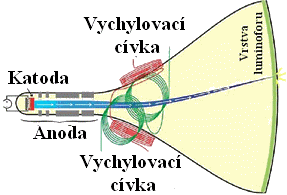 Vychylovací
cívka
Katoda
Anoda
Vychylovací
cívka
Vrstva
luminoforu